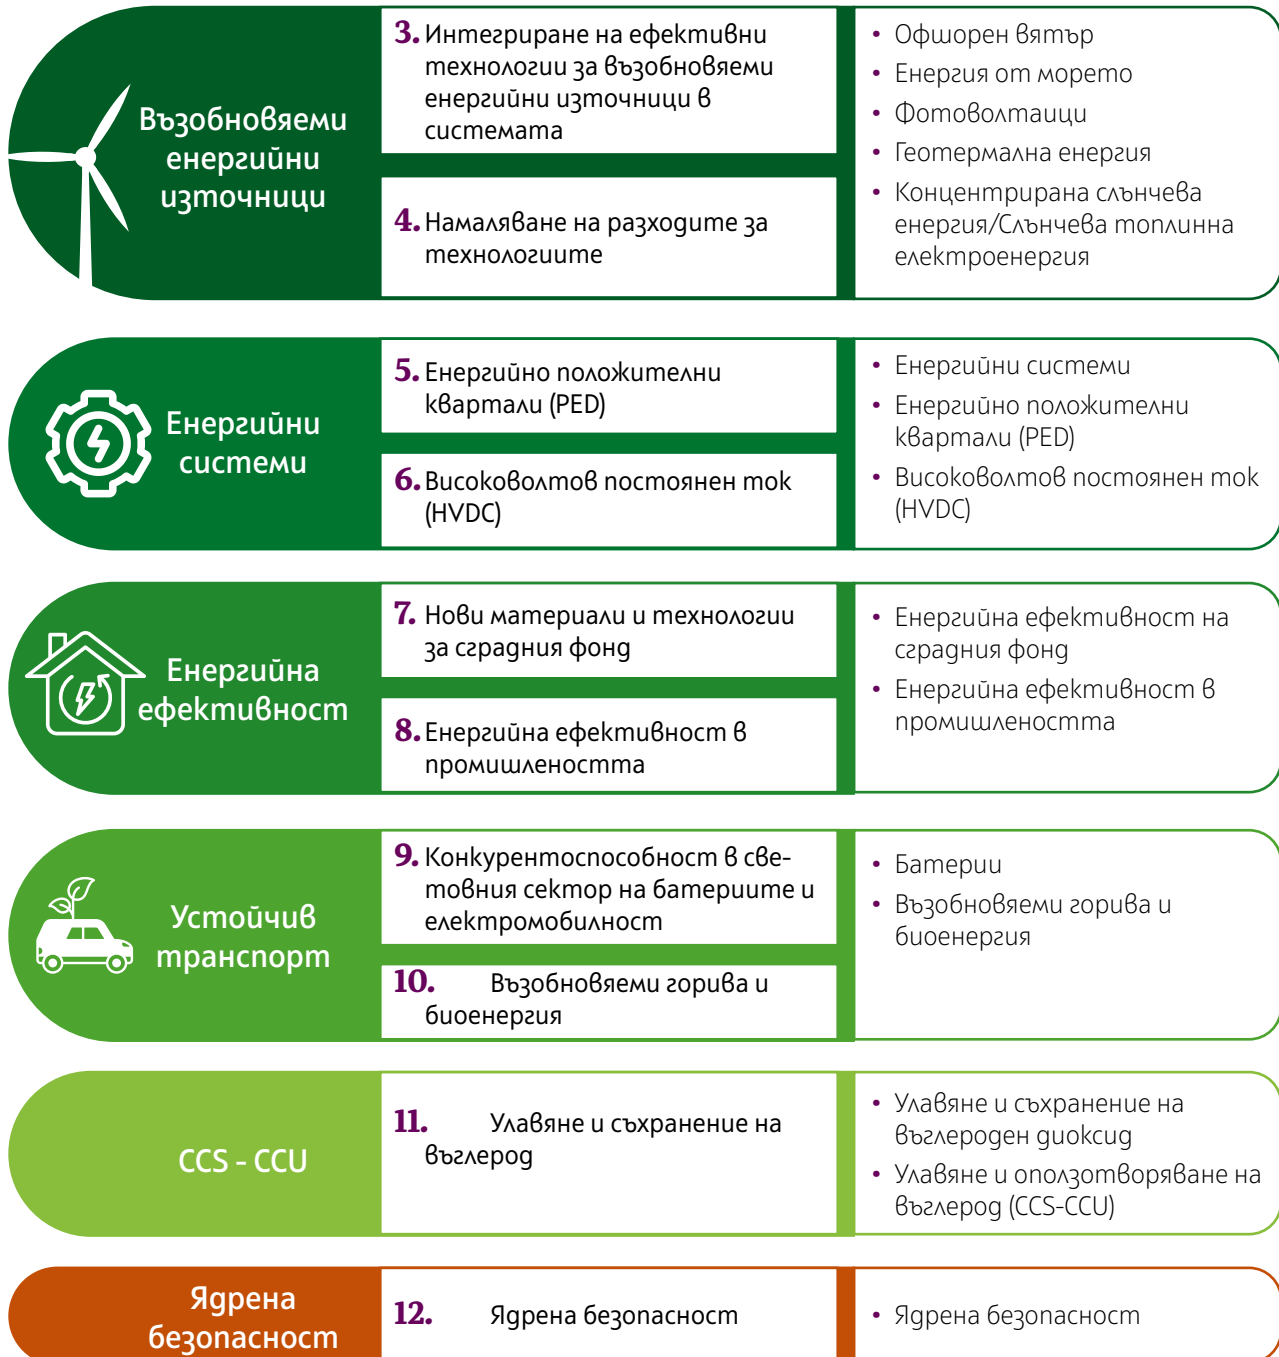 Възобновяеми
енергийни
източници
3. Интегриране на ефективни
технологии за възобновяеми
енергийни източници в
системата
4. Намаляване на разходите за
технологиите
• Офшорен вятър
• Енергия от морето
• Фотоволтаици
• Геотермална енергия
• Концентрирана слънчева
енергия/Слънчева топлинна
електроенергия
Енергийни
системи
5. Енергийно положителни
квартали (PED)
6. Високоволтов постоянен ток
(HVDC)
• Енергийни системи
• Енергийно положителни
квартали (PED)
• Високоволтов постоянен ток
(HVDC)
Енергийна
ефективност
7. Нови материали и технологии
за сградния фонд
8. Енергийна ефективност в
промишлеността
• Енергийна ефективност на
сградния фонд
• Енергийна ефективност в
промишлеността
Устойчив
транспорт
9. Конкурентоспособност в све-
товния сектор на батериите и
електромобилност
10. Възобновяеми горива и
биоенергия
• Батерии
• Възобновяеми горива и
биоенергия
CCS - CCU
11. Улавяне и съхранение на
въглерод
• Улавяне и съхранение на
въглероден диоксид
• Улавяне и оползотворяване на
въглерод (CCS-CCU)
Ядрена
безопасност
12. Ядрена безопасност
• Ядрена безопасност